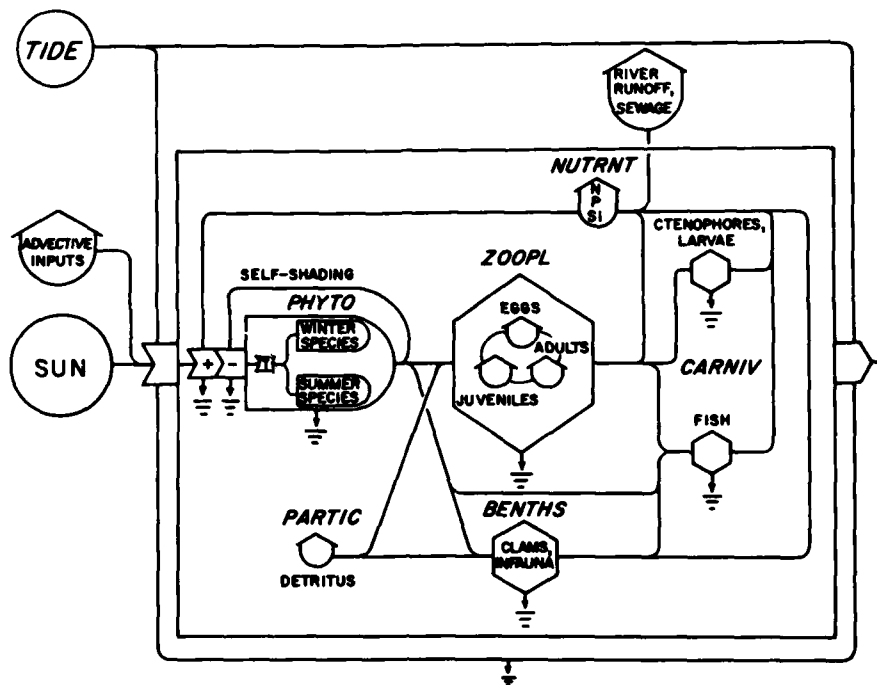 TIDE
RIVER
RUNOFF,
SEWAGE
NUTRNT
N
P
Si
CTENOPHORES,
LARVAE
ADVECTIVE
INPUTS
SELF-SHADING
ZOOPL
PHYTO
WINTER
SPECIES
EGGS
ADULTS
SUN
+
-
CARNIV
SUMMER
SPECIES
JUVENILES
FISH
PARTIC
BENTHS
CLAMS,
INFAUNA
DETRITUS